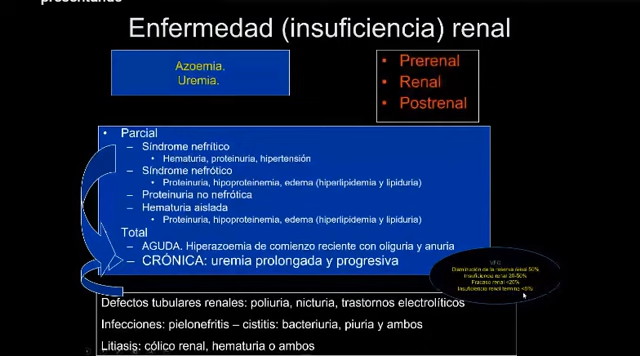 presentando
Enfermedad (insuficiencia) renal
Azoemia.
Uremia.
• Prerenal
• Renal
• Postrenal
• Parcial
– Síndrome nefrítico
• Hematuria, proteinuria, hipertensión
– Síndrome nefrótico
• Proteinuria, hipoproteinemia, edema (hiperlipidemia y lipiduria)
– Proteinuria no nefrótica
– Hematuria aislada
• Proteinuria, hipoproteinemia, edema (hiperlipidemia y lipiduria)
Total
– AGUDA. Hiperazoemia de comienzo reciente con oliguria y anuria
– CRÓNICA: uremia prolongada y progresiva
Disminución de la reserva renal 50%
Insuficiencia renal 20-50%
Fracaso renal <20%
Insuficiencia renal termino <5%
Defectos tubulares renales: poliuria, nicturia, trastornos electrolíticos
Infecciones: pielonefritis – cistitis: bacteriuria, piuria y ambos
Litiasis: cólico renal, hematuria o ambos